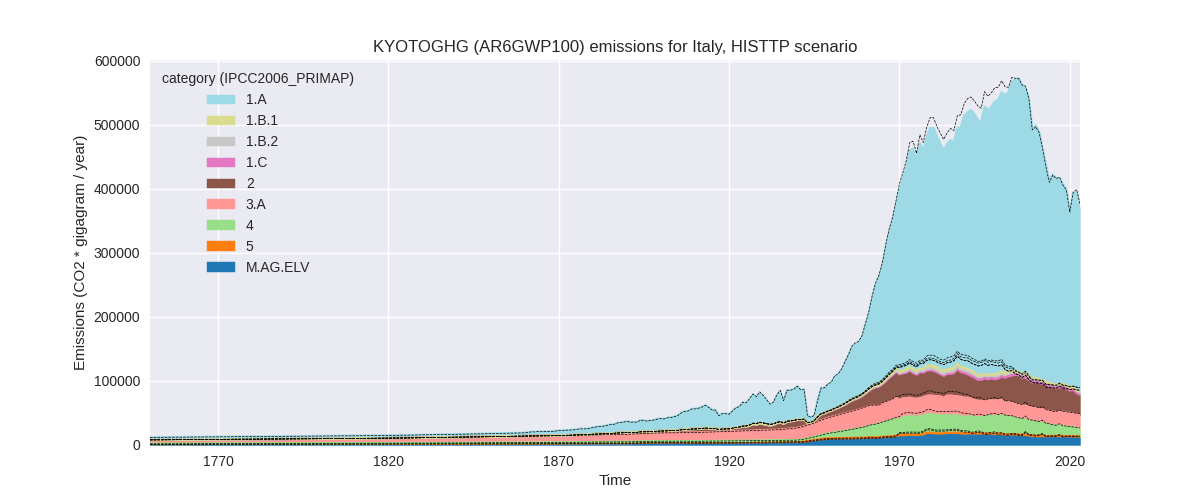 KYOTOGHG (AR6GWP100) emissions for Italy, HISTTP scenario
600000
500000
400000
300000
200000
100000
0
Emissions (CO2 * gigagram / year)
category (IPCC2006_PRIMAP)
1.A
1.B.1
1.B.2
1.C
2
3.A
4
5
M.AG.ELV
1770
1820
1870
1920
1970
2020
Time